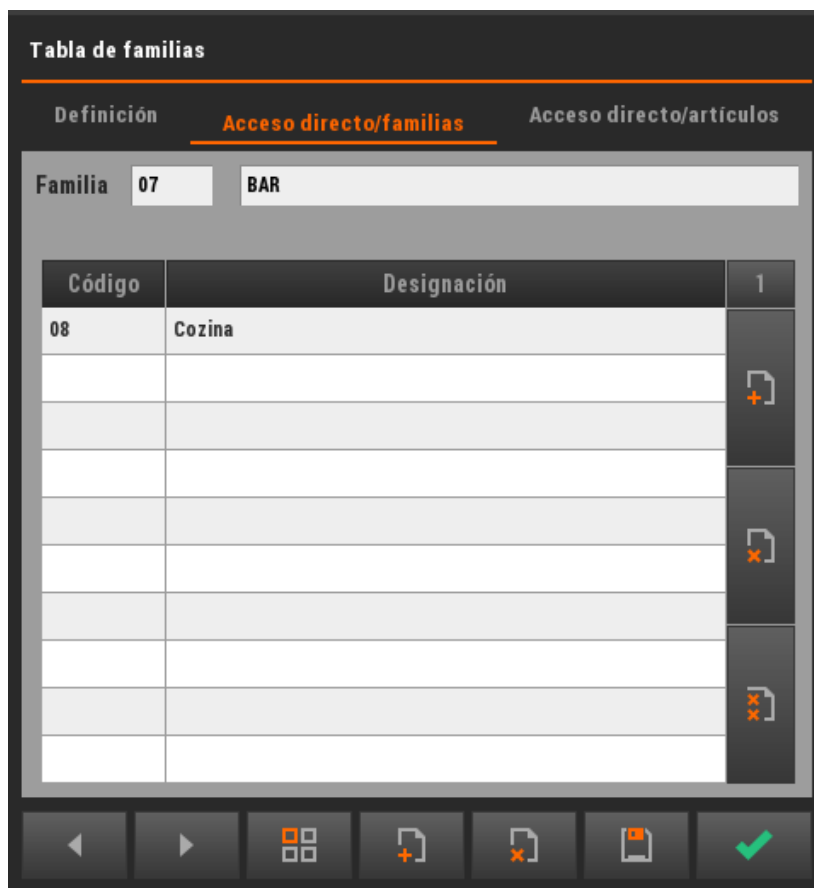 Tabla de familias
Definición Acceso directo/familias Acceso directo/artículos
Familia 07 BAR
Código Designación 1
08 Cozina